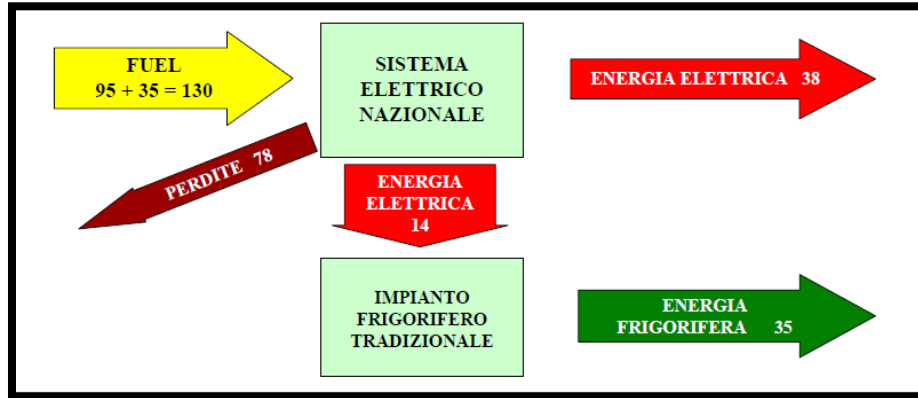 FUEL
95 + 35 = 130
SISTEMA
ELETTRICO
NAZIONALE
ENERGIA ELETTRICA 38
PERDITE 78
ENERGIA
ELETTRICA
14
IMPIANTO
FRIGORIFERO
TRADIZIONALE
ENERGIA
FRIGORIFERA 35